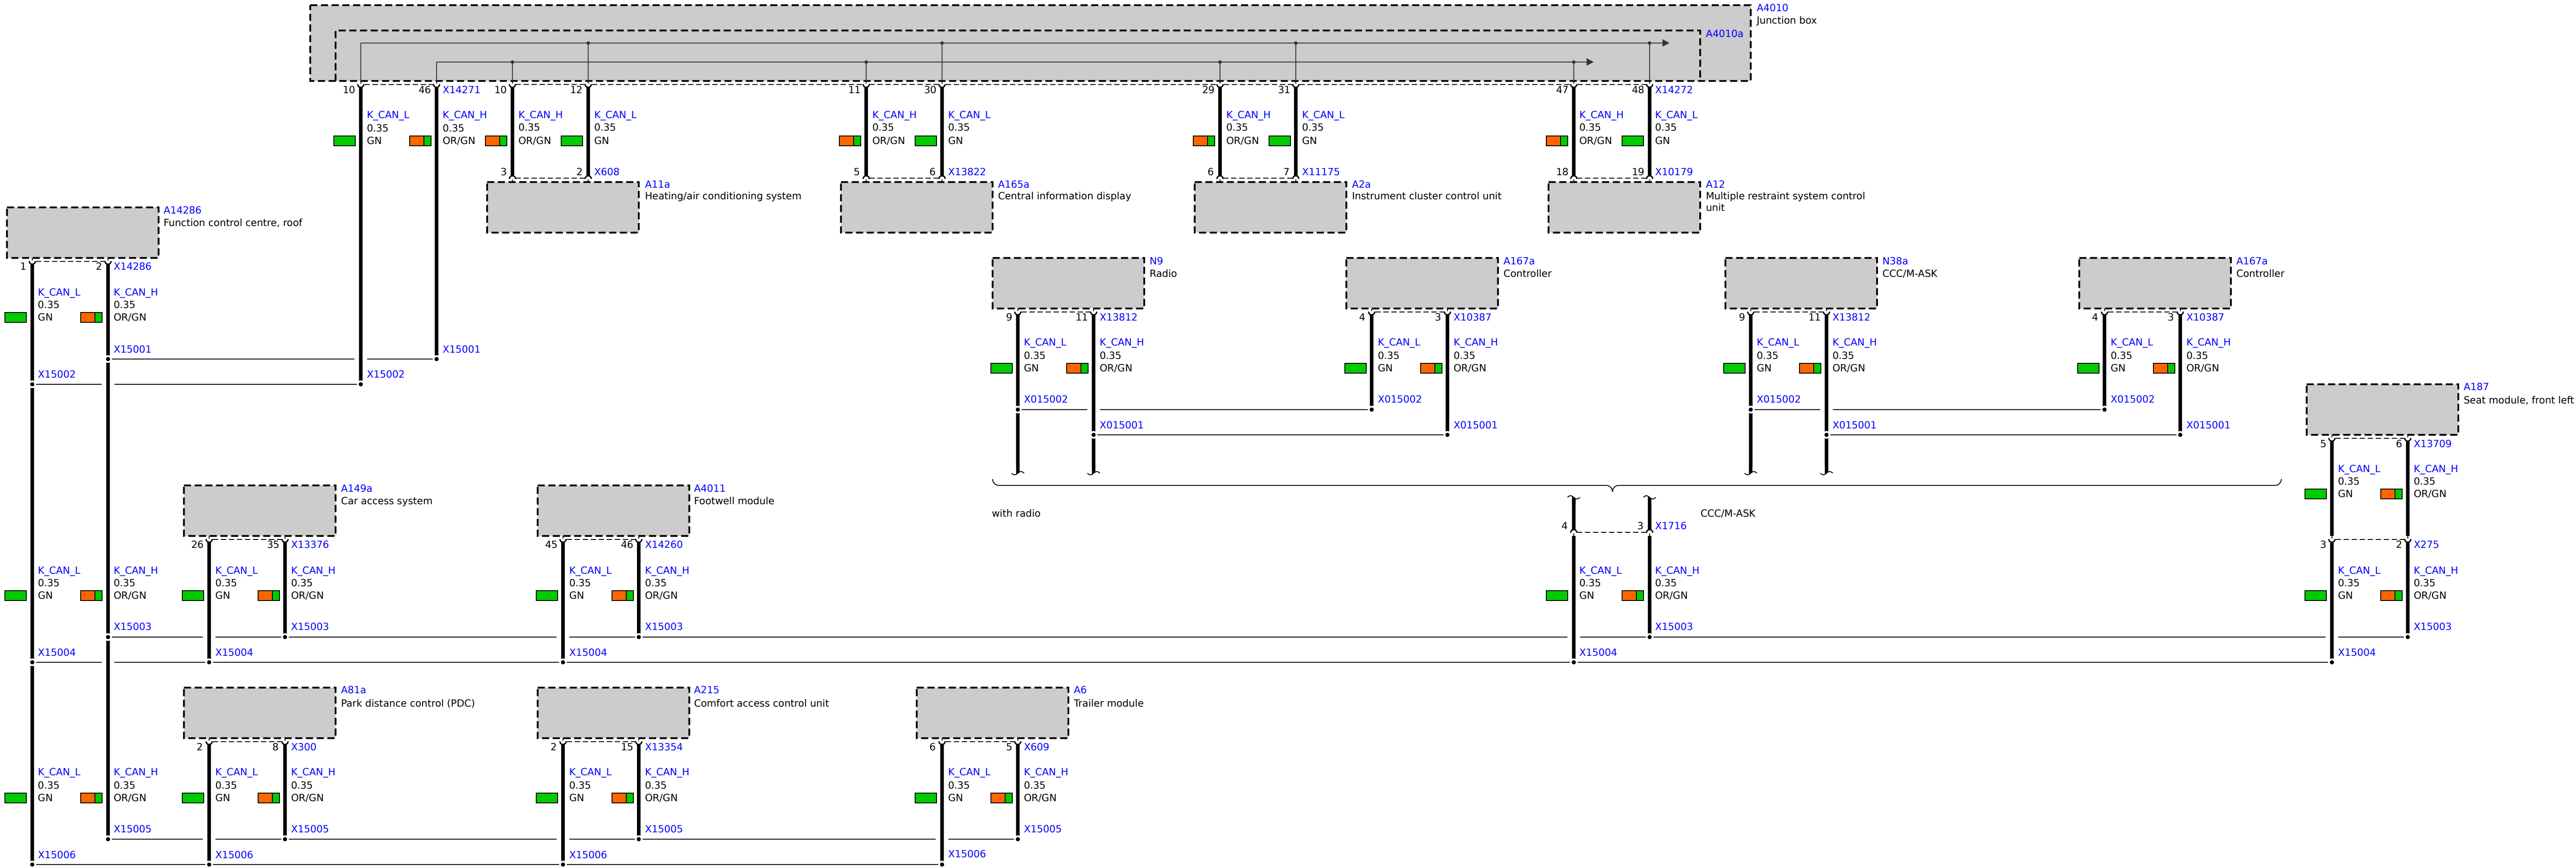 A4010
Junction box
A4010a
10
46
X14271
10
12
11
30
29
31
47
48
X14272
K_CAN_L
0.35
GN
K_CAN_H
0.35
OR/GN
K_CAN_H
0.35
OR/GN
K_CAN_L
0.35
GN
K_CAN_H
0.35
OR/GN
K_CAN_L
0.35
GN
K_CAN_H
0.35
OR/GN
K_CAN_L
0.35
GN
K_CAN_H
0.35
OR/GN
K_CAN_L
0.35
GN
3
2
X608
5
6
X13822
6
7
X11175
18
19
X10179
A11a
Heating/air conditioning system
A165a
Central information display
A2a
Instrument cluster control unit
A12
Multiple restraint system control
unit
A14286
Function control centre, roof
1
2
X14286
K_CAN_L
0.35
GN
K_CAN_H
0.35
OR/GN
X15001
X15001
X15002
X15002
N9
Radio
A167a
Controller
N38a
CCC/M-ASK
A167a
Controller
9
11
X13812
4
3
X10387
9
11
X13812
4
3
X10387
K_CAN_L
0.35
GN
K_CAN_H
0.35
OR/GN
K_CAN_L
0.35
GN
K_CAN_H
0.35
OR/GN
K_CAN_L
0.35
GN
K_CAN_H
0.35
OR/GN
K_CAN_L
0.35
GN
K_CAN_H
0.35
OR/GN
X015002
X015002
X015002
X015002
X015001
X015001
X015001
X015001
A187
Seat module, front left
5
6
X13709
K_CAN_L
0.35
GN
K_CAN_H
0.35
OR/GN
A149a
Car access system
A4011
Footwell module
with radio
CCC/M-ASK
26
35
X13376
45
46
X14260
4
3
X1716
3
2
X275
K_CAN_L
0.35
GN
K_CAN_H
0.35
OR/GN
K_CAN_L
0.35
GN
K_CAN_H
0.35
OR/GN
K_CAN_L
0.35
GN
K_CAN_H
0.35
OR/GN
K_CAN_L
0.35
GN
K_CAN_H
0.35
OR/GN
K_CAN_L
0.35
GN
K_CAN_H
0.35
OR/GN
X15003
X15003
X15003
X15003
X15003
X15004
X15004
X15004
X15004
X15004
A81a
Park distance control (PDC)
A215
Comfort access control unit
A6
Trailer module
2
8
X300
2
15
X13354
6
5
X609
K_CAN_L
0.35
GN
K_CAN_H
0.35
OR/GN
K_CAN_L
0.35
GN
K_CAN_H
0.35
OR/GN
K_CAN_L
0.35
GN
K_CAN_H
0.35
OR/GN
K_CAN_L
0.35
GN
K_CAN_H
0.35
OR/GN
X15005
X15005
X15005
X15005
X15006
X15006
X15006
X15006